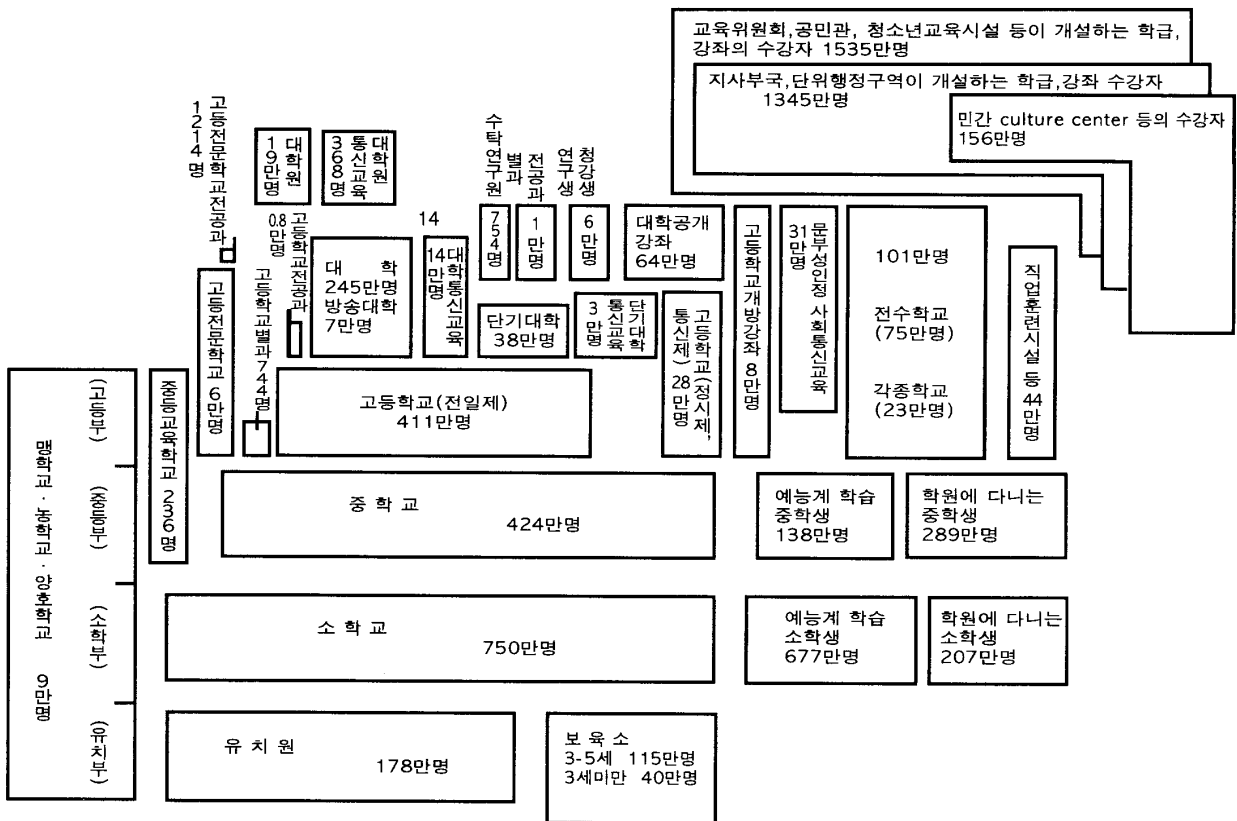 교육위원회,공민관, 청소년교육시설 등이 개설하는 학급,
강좌의 수강자 1535만명
지사부국,단위행정구역이 개설하는 학급,강좌 수강자
1345만명
민간 culture center 등의 수강자
156만명
고등전문학교전공과
1214명
대학원
19만명
대학원
통신교육
368명
수탁연구원
754명
별과
전공과
1만명
연구생
청강생
6만명
대학공개
강좌
64만명
고등학교개방강좌 8만명
문부성인정 사회통신교육
31만명
101만명
전수학교
(75만명)
각종학교
(23만명)
직업훈련시설 등 44만명
고등전문학교 6만명
고등학교전공과
0.8만명
고등학교별과 744명
대 학
245만명
방송대학
7만명
14
대학통신교육
14만명
단기대학
38만명
단기대학
통신교육
3만명
고등학교(정시제,
통신제) 28만명
맹학교·농학교·양호학교 9만명
(고등부)
(중등부)
(소학부)
(유치부)
중등교육학교 236명
고등학교(전일제)
411만명
중 학 교
424만명
예능계 학습
중학생
138만명
학원에 다니는
중학생
289만명
소 학 교
750만명
예능계 학습
소학생
677만명
학원에 다니는
소학생
207만명
유 치 원
178만명
보 육 소
3-5세 115만명
3세미만 40만명